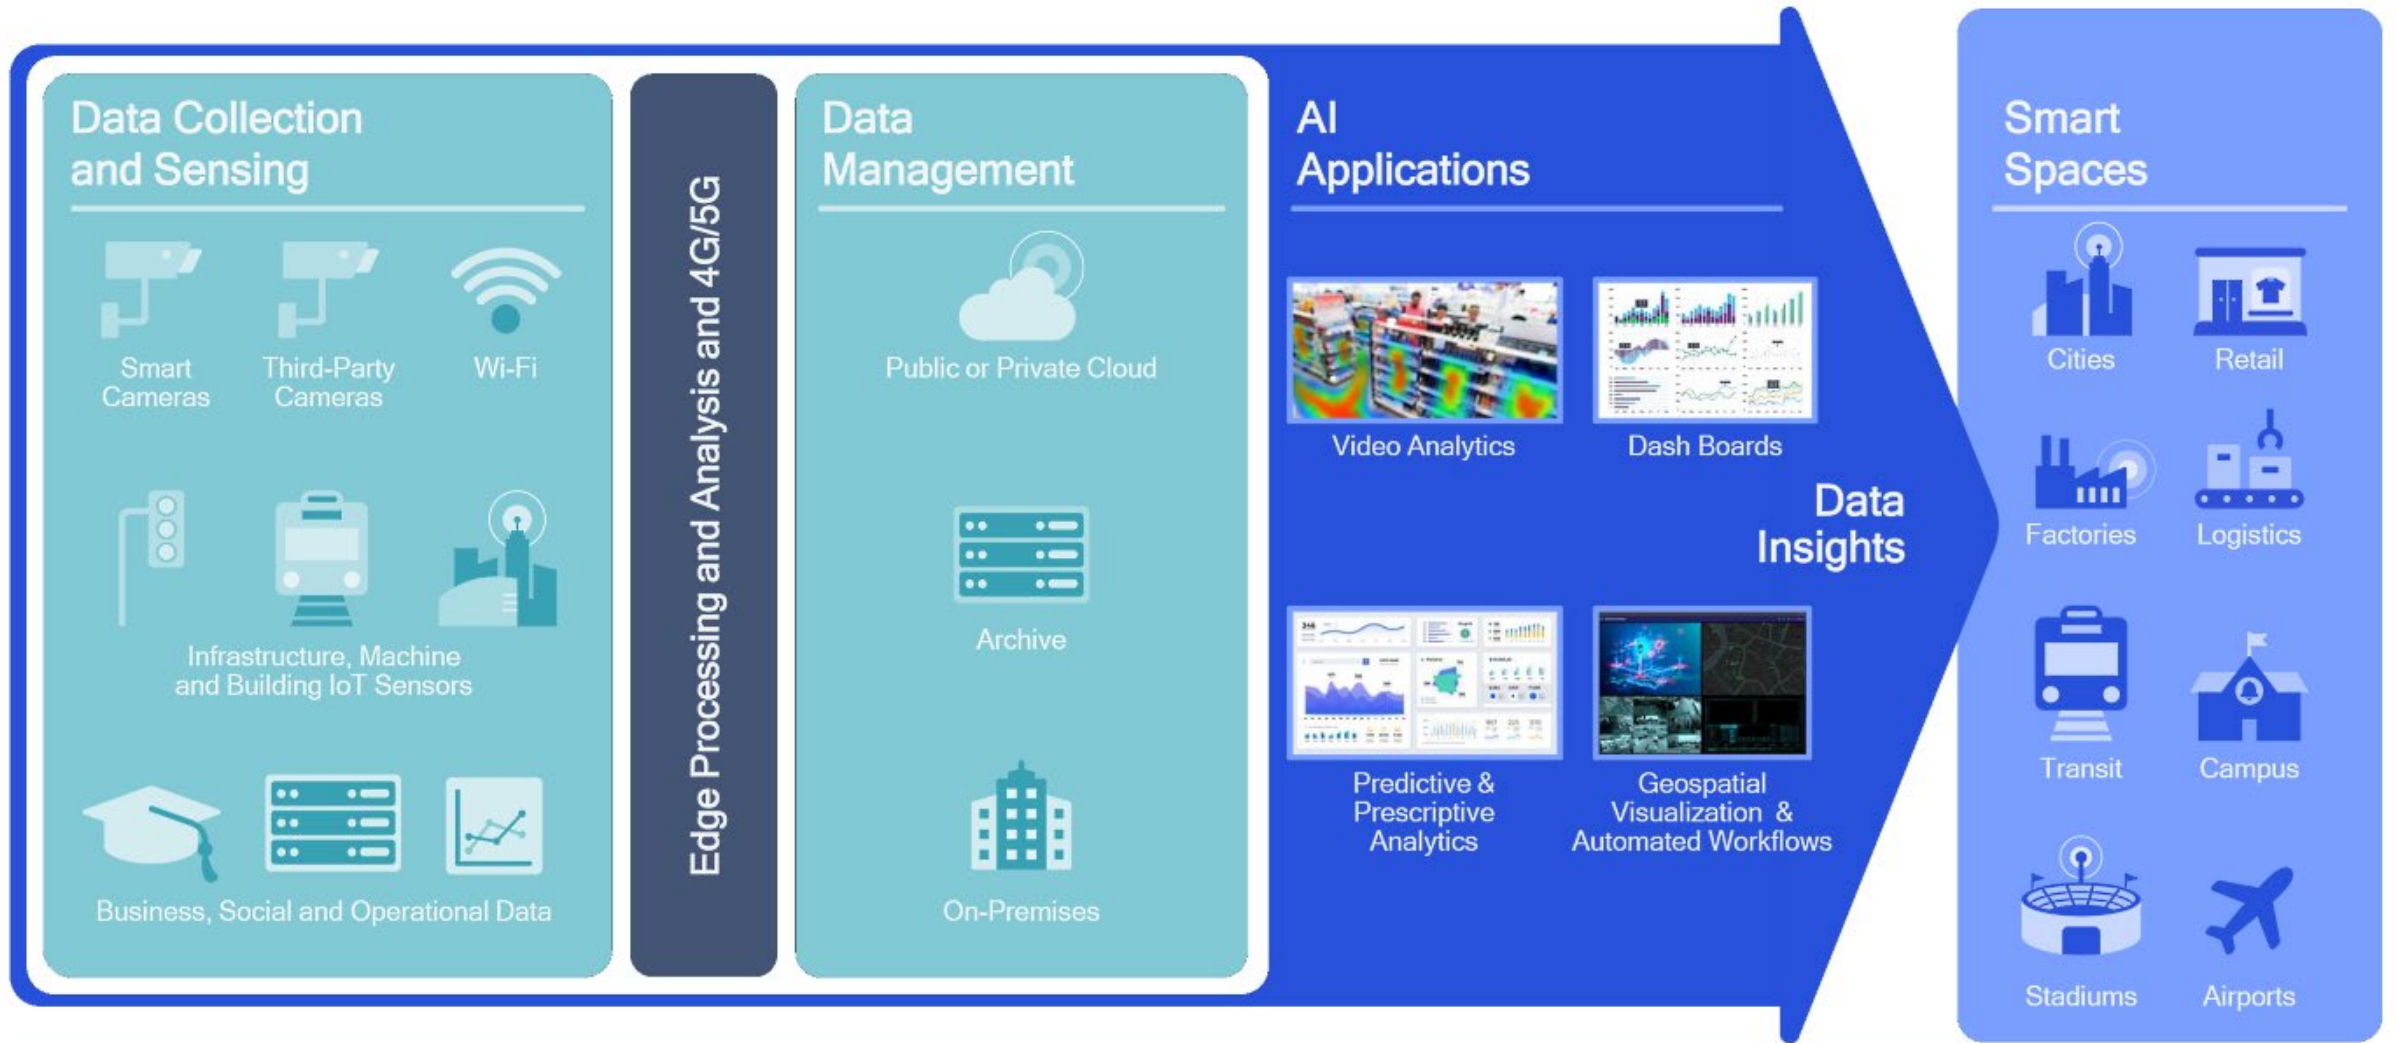 Data Collection
and Sensing
Smart
Cameras
Third-Party
Cameras
Wi-Fi
Infrastructure, Machine
and Building IoT Sensors
Business, Social and Operational Data
Edge Processing and Analysis and 4G/5G
Data
Management
Public or Private Cloud
Archive
On-Premises
AI
Applications
Video Analytics
Dash Boards
Predictive &
Prescriptive
Analytics
Geospatial
Visualization &
Automated Workflows
Data
Insights
Smart
Spaces
Cities
Retail
Factories
Logistics
Transit
Campus
Stadiums
Airports